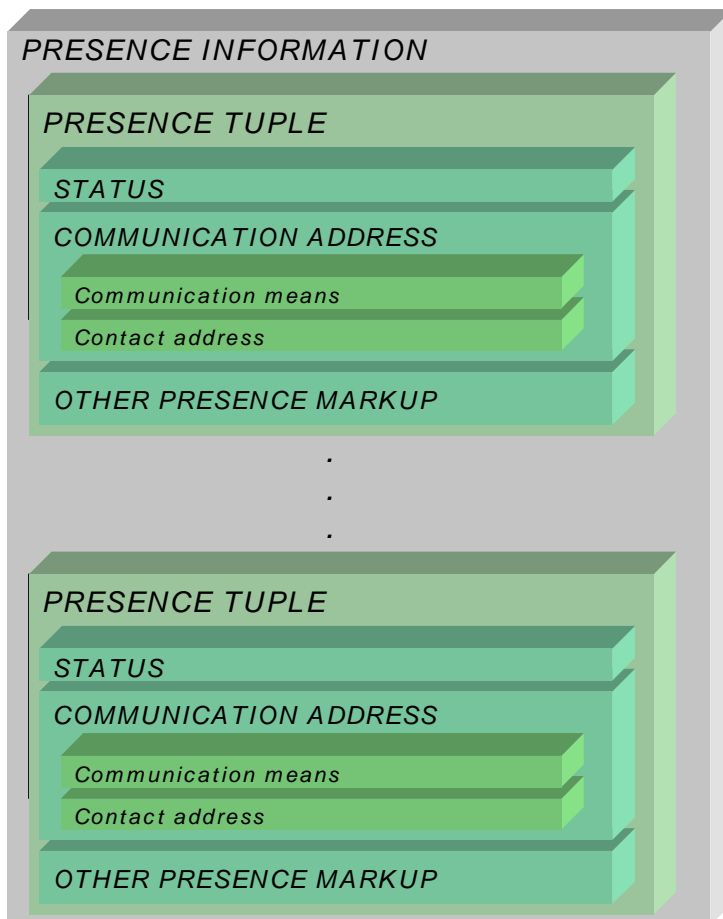 PRESENCE INFORMATION
PRESENCE TUPLE
STATUS
COMMUNICATION ADDRESS
Communication means
Contact address
OTHER PRESENCE MARKUP
.
.
.
PRESENCE TUPLE
STATUS
COMMUNICATION ADDRESS
Communication means
Contact address
OTHER PRESENCE MARKUP